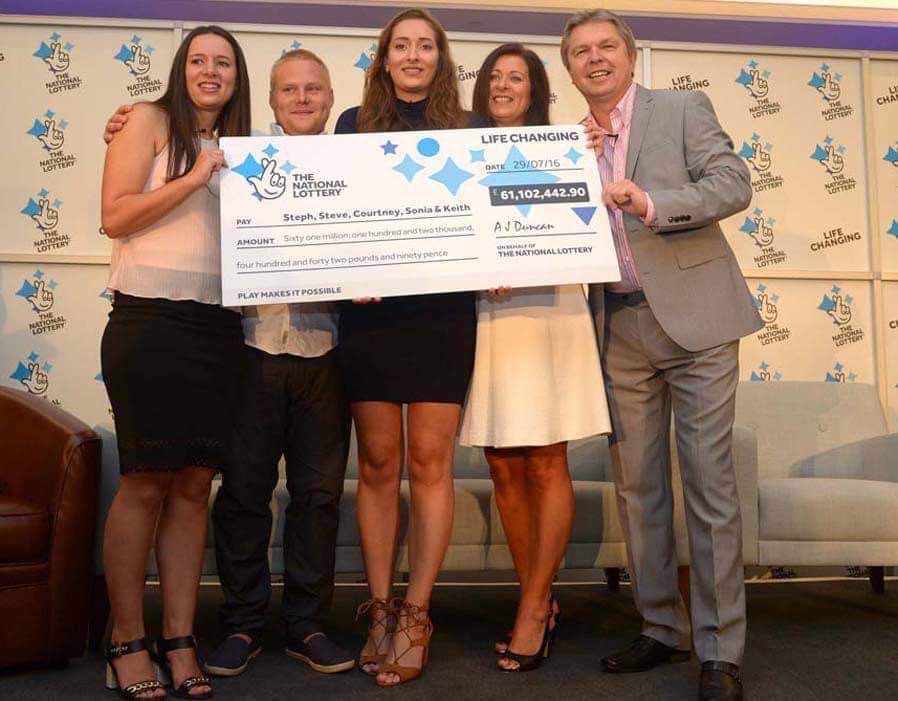 THE
NATIONAL
LOTTERY
LIFE CHANGING
DATE 29/07/16
£ 61,102,442.90
PAY Steph, Steve, Courtney, Sonia & Keith
AMOUNT Sixty one million, one hundred and two thousand,
four hundred and forty two pounds and ninety pence
A J Duncan
ON BEHALF OF
THE NATIONAL LOTTERY
PLAY MAKES IT POSSIBLE
THE
NATIONAL
LOTTERY
LIFE
CHANGING